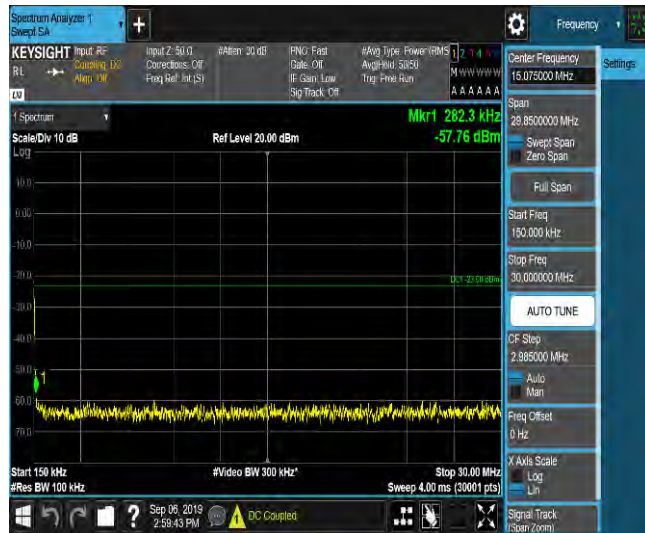 Spectrum Analyzer 1
Swept SA
Frequency
KEYSIGHT
Input: RF
Coupling: DC
Align: Off
Input Z: 50 Ω
Corrections: Off
Freq Ref: Int (S)
#Atten: 30 dB
PNO: Fast
Gate: Off
IF Gain: Low
Sig Track: Off
#Avg Type: Power (RMS
Avg|Hold: 50/50
Trig: Free Run
M W W W W W
A A A A A A
RL
LXI
1 Spectrum
Scale/Div 10 dB
Log
Ref Level 20.00 dBm
Mkr1 282.3 kHz
-57.76 dBm
10.0
0.00
-10.0
-20.0
DL1 -23.00 dBm
-30.0
-40.0
-50.0
1
-60.0
-70.0
Start 150 kHz
#Res BW 100 kHz
#Video BW 300 kHz*
Stop 30.00 MHz
Sweep 4.00 ms (30001 pts)
Sep 06, 2019
2:59:43 PM
DC Coupled
Center Frequency
15.075000 MHz
Settings
Span
29.8500000 MHz
Swept Span
Zero Span
Full Span
Start Freq
150.000 kHz
Stop Freq
30.000000 MHz
AUTO TUNE
CF Step
2.985000 MHz
Auto
Man
Freq Offset
0 Hz
X Axis Scale
Log
Lin
Signal Track
(Span Zoom)